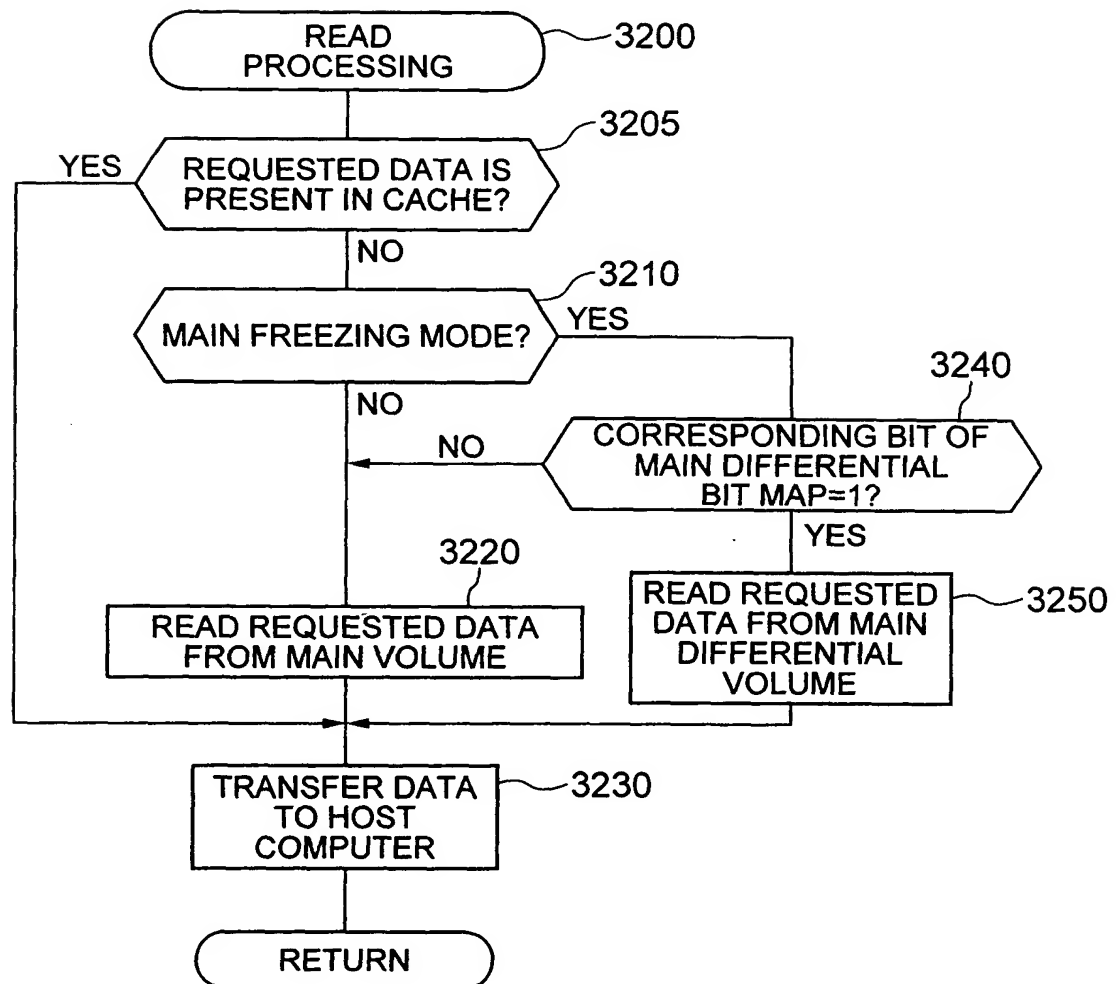 READ
PROCESSING
3200
3205
YES
REQUESTED DATA IS
PRESENT IN CACHE?
NO
3210
MAIN FREEZING MODE?
YES
3240
NO
CORRESPONDING BIT OF
MAIN DIFFERENTIAL
BIT MAP=1?
NO
YES
3220
READ REQUESTED DATA
FROM MAIN VOLUME
READ REQUESTED
DATA FROM MAIN
DIFFERENTIAL
VOLUME
3250
TRANSFER DATA
TO HOST
COMPUTER
3230
RETURN